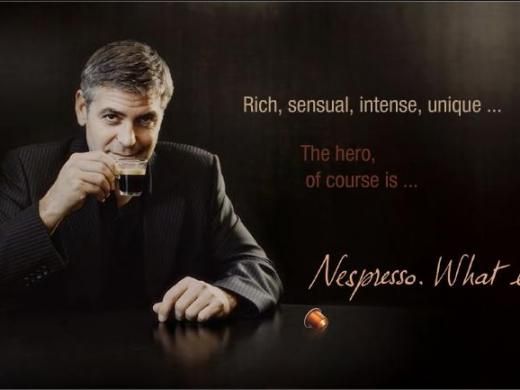 Rich, sensual, intense, unique ...
The hero,
of course is ...
Nespresso. What e